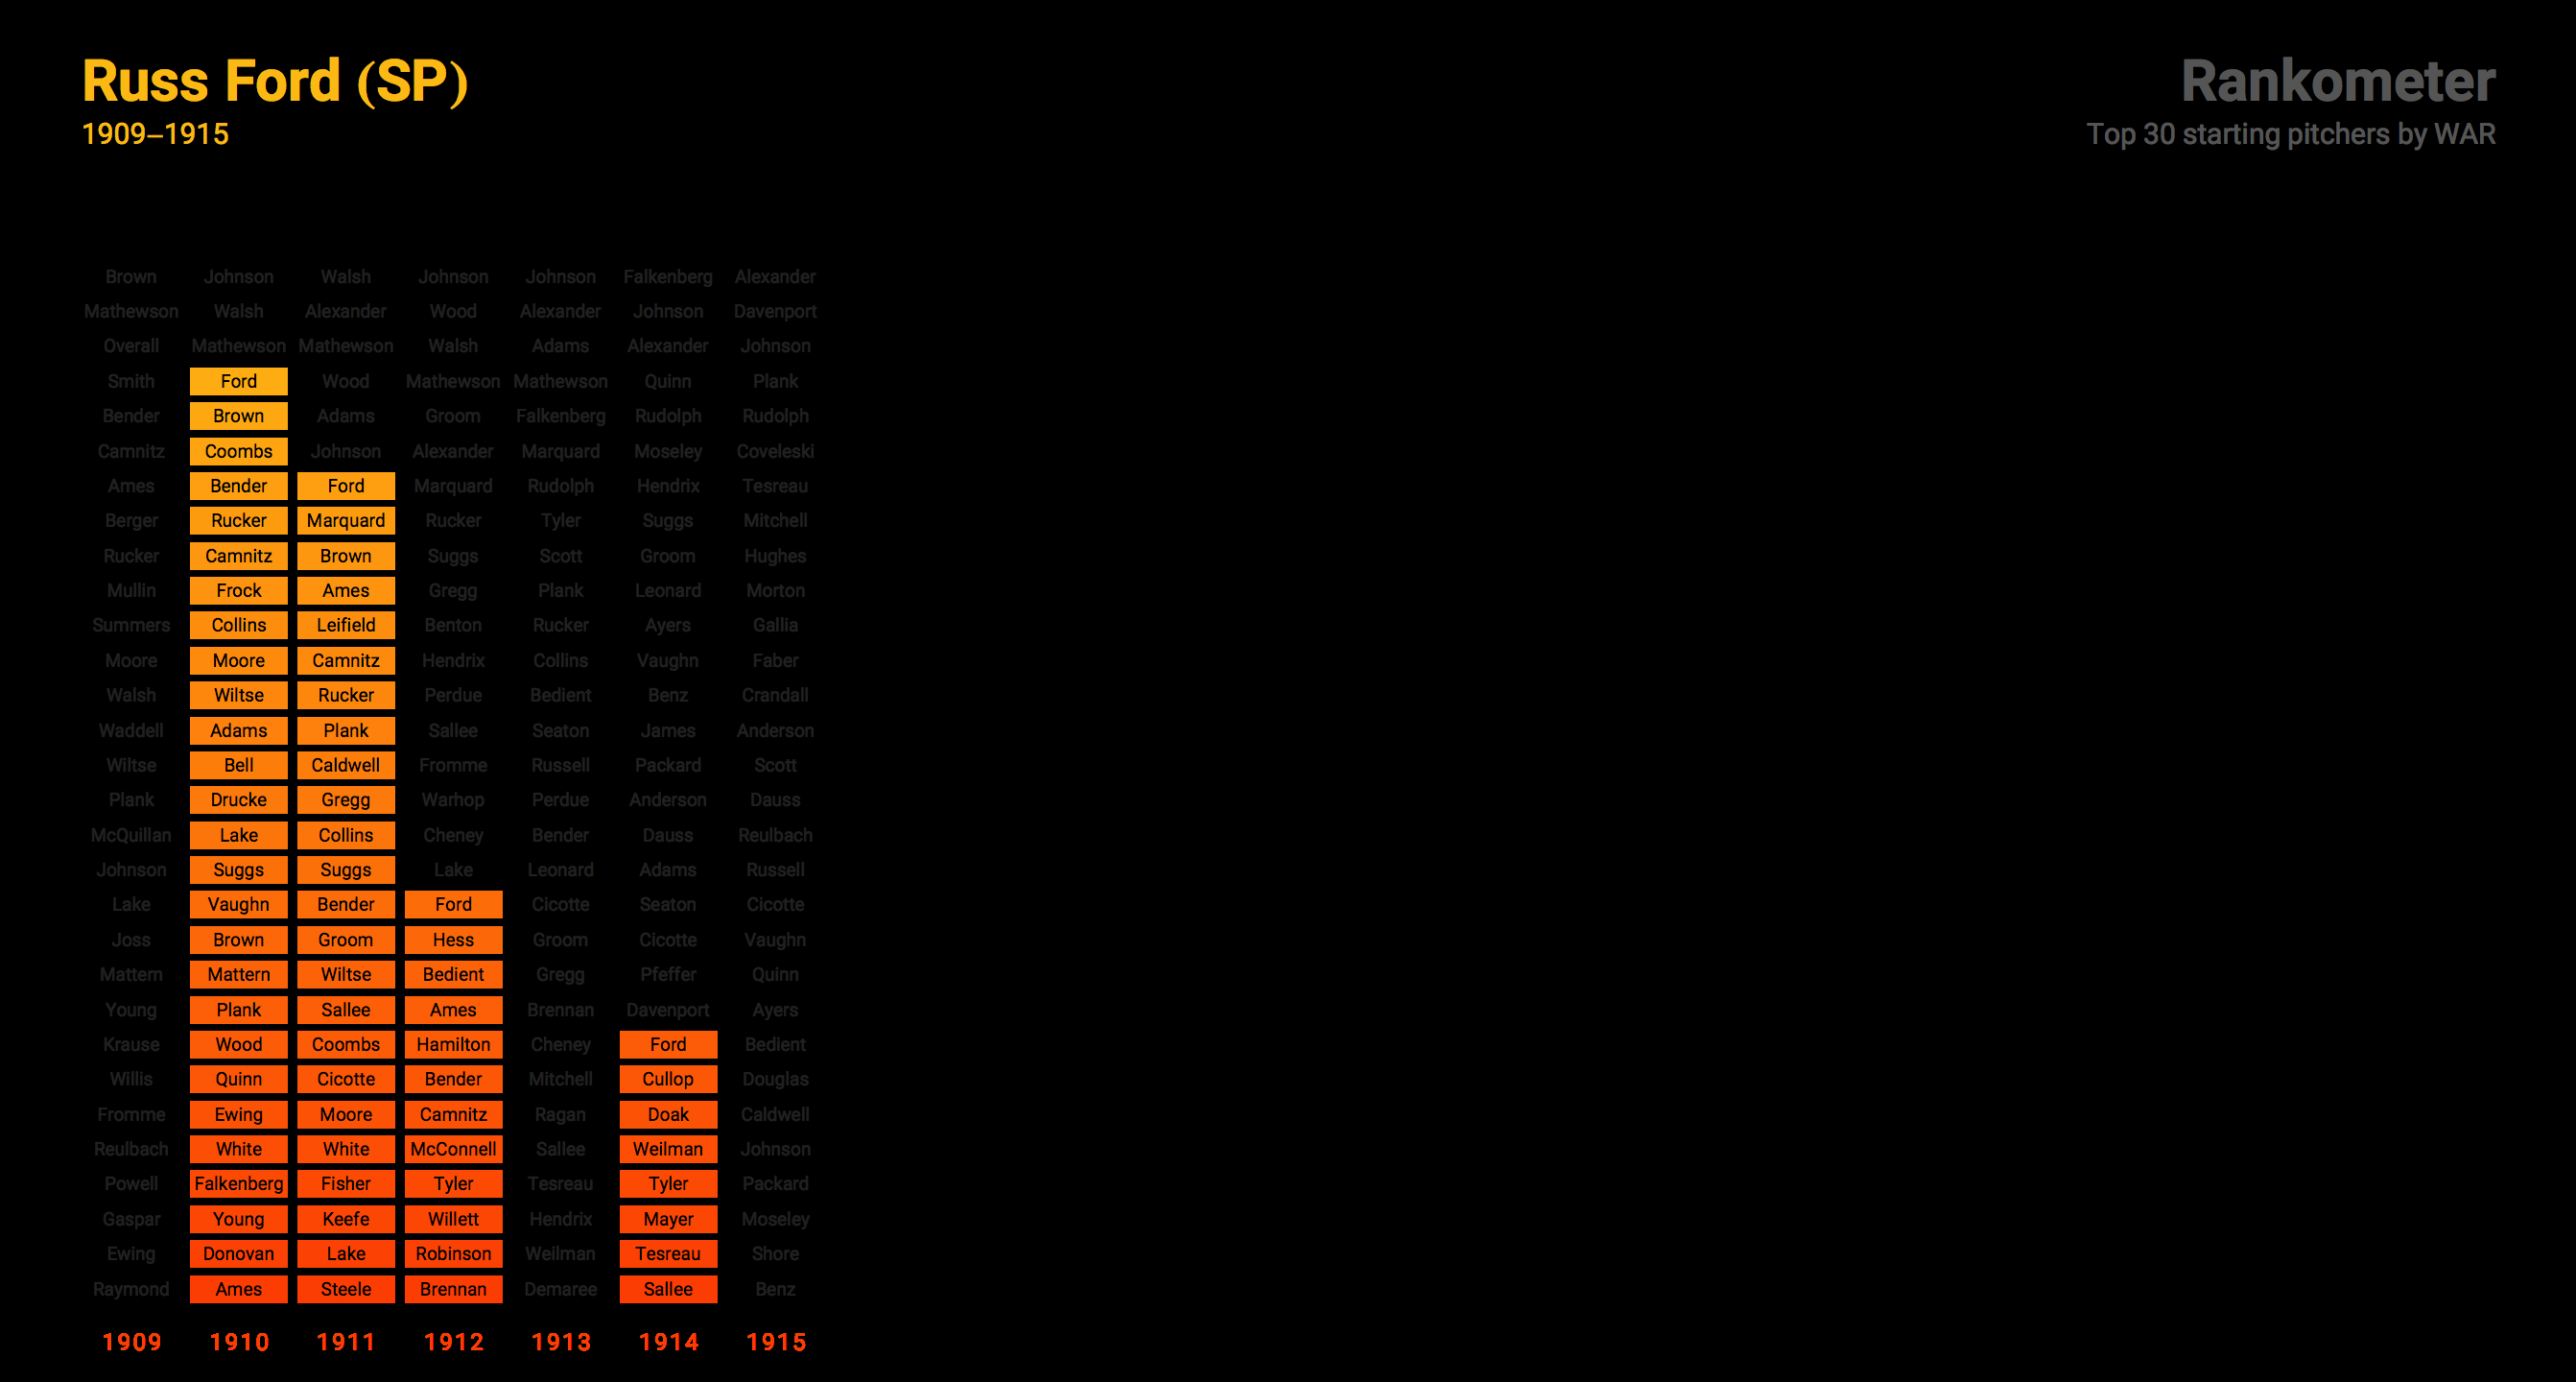 Russ Ford (SP)
1909–1915
Rankometer
Top 30 starting pitchers by WAR
Brown Johnson Walsh Johnson Johnson Falkenberg Alexander
Mathewson Walsh Alexander Wood Alexander Johnson Davenport
Overall Mathewson Mathewson Walsh Adams Alexander Johnson
Smith Ford Wood Mathewson Mathewson Quinn Plank
Bender Brown Adams Groom Falkenberg Rudolph Rudolph
Camnitz Coombs Johnson Alexander Marquard Moseley Coveleski
Ames Bender Ford Marquard Rudolph Hendrix Tesreau
Berger Rucker Marquard Rucker Tyler Suggs Mitchell
Rucker Camnitz Brown Suggs Scott Groom Hughes
Mullin Frock Ames Gregg Plank Leonard Morton
Summers Collins Leifield Benton Rucker Ayers Gallia
Moore Moore Camnitz Hendrix Collins Vaughn Faber
Walsh Wiltse Rucker Perdue Bedient Benz Crandall
Waddell Adams Plank Sallee Seaton James Anderson
Wiltse Bell Caldwell Fromme Russell Packard Scott
Plank Drucke Gregg Warhop Perdue Anderson Dauss
McQuillan Lake Collins Cheney Bender Dauss Reulbach
Johnson Suggs Suggs Lake Leonard Adams Russell
Lake Vaughn Bender Ford Cicotte Seaton Cicotte
Joss Brown Groom Hess Groom Cicotte Vaughn
Mattern Mattern Wiltse Bedient Gregg Pfeffer Quinn
Young Plank Sallee Ames Brennan Davenport Ayers
Krause Wood Coombs Hamilton Cheney Ford Bedient
Willis Quinn Cicotte Bender Mitchell Cullop Douglas
Fromme Ewing Moore Camnitz Ragan Doak Caldwell
Reulbach White White McConnell Sallee Weilman Johnson
Powell Falkenberg Fisher Tyler Tesreau Tyler Packard
Gaspar Young Keefe Willett Hendrix Mayer Moseley
Ewing Donovan Lake Robinson Weilman Tesreau Shore
Raymond Ames Steele Brennan Demaree Sallee Benz
1909 1910 1911 1912 1913 1914 1915